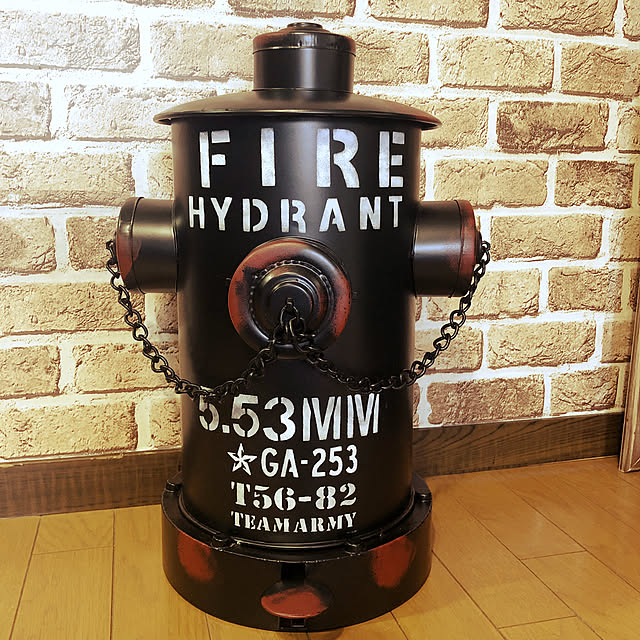 FIRE
HYDRANT
5.53MM
☆GA-253
T56-82
TEAMARMY